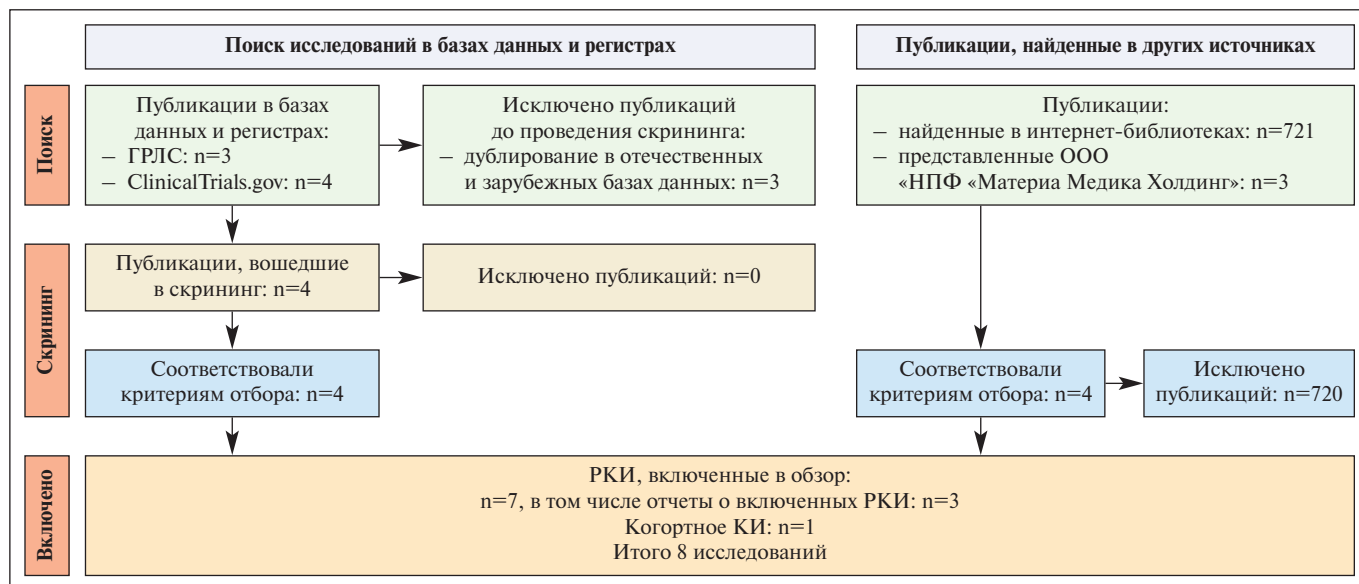 Поиск исследований в базах данных и регистрах
Публикации, найденные в других источниках
Поиск
Публикации в базах
данных и регистрах:
– ГРЛС: n=3
– ClinicalTrials.gov: n=4
Исключено публикаций
до проведения скрининга:
– дублирование в отечественных
и зарубежных базах данных: n=3
Публикации:
– найденные в интернет-библиотеках: n=721
– представленные ООО
«НПФ «Материа Медика Холдинг»: n=3
Скрининг
Публикации, вошедшие
в скрининг: n=4
Исключено публикаций: n=0
Соответствовали
критериям отбора: n=4
Соответствовали
критериям отбора: n=4
Исключено
публикаций: n=720
Включено
РКИ, включенные в обзор:
n=7, в том числе отчеты о включенных РКИ: n=3
Когортное КИ: n=1
Итого 8 исследований